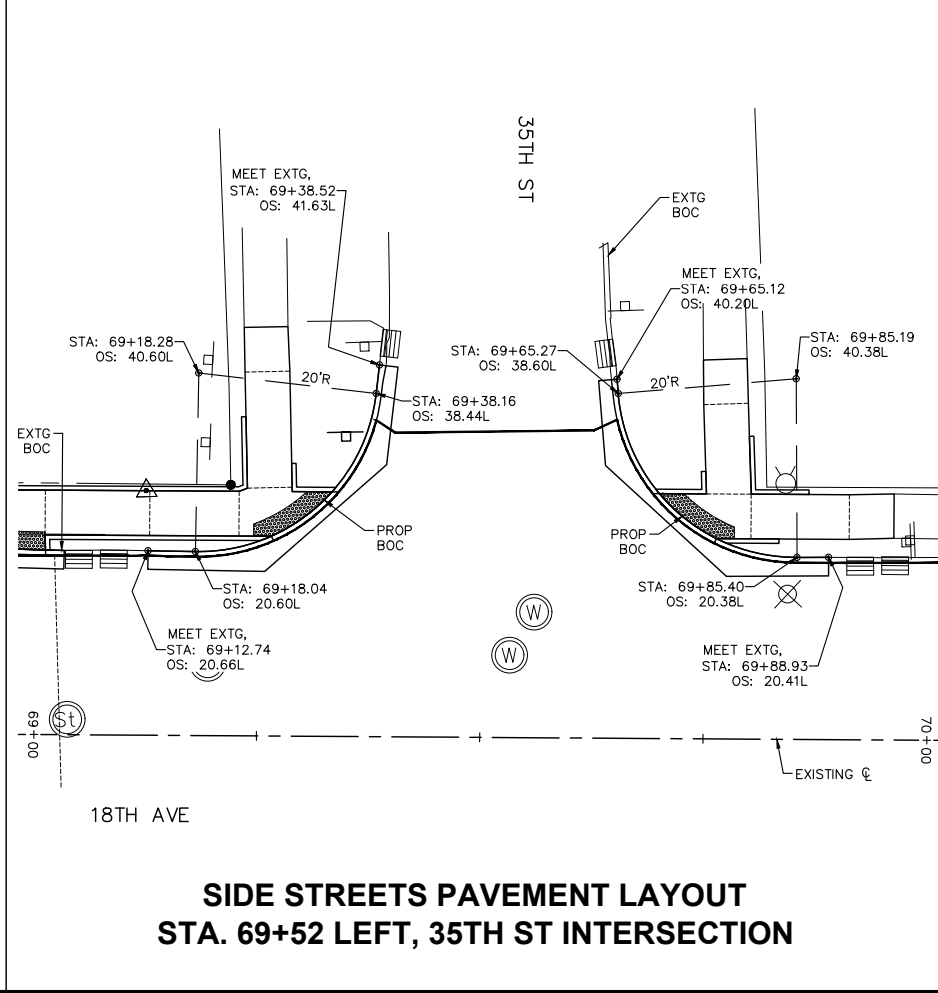 35TH ST
MEET EXTG,
STA: 69+38.52
OS: 41.63L
EXTG
BOC
MEET EXTG,
STA: 69+65.12
OS: 40.20L
STA: 69+18.28
OS: 40.60L
20'R
STA: 69+65.27
OS: 38.60L
20'R
STA: 69+85.19
OS: 40.38L
STA: 69+38.16
OS: 38.44L
EXTG
BOC
PROP
BOC
PROP
BOC
STA: 69+18.04
OS: 20.60L
STA: 69+85.40
OS: 20.38L
MEET EXTG,
STA: 69+12.74
OS: 20.66L
W
W
MEET EXTG,
STA: 69+88.93
OS: 20.41L
St
69+00
70+00
EXISTING ℄
18TH AVE
SIDE STREETS PAVEMENT LAYOUT
STA. 69+52 LEFT, 35TH ST INTERSECTION